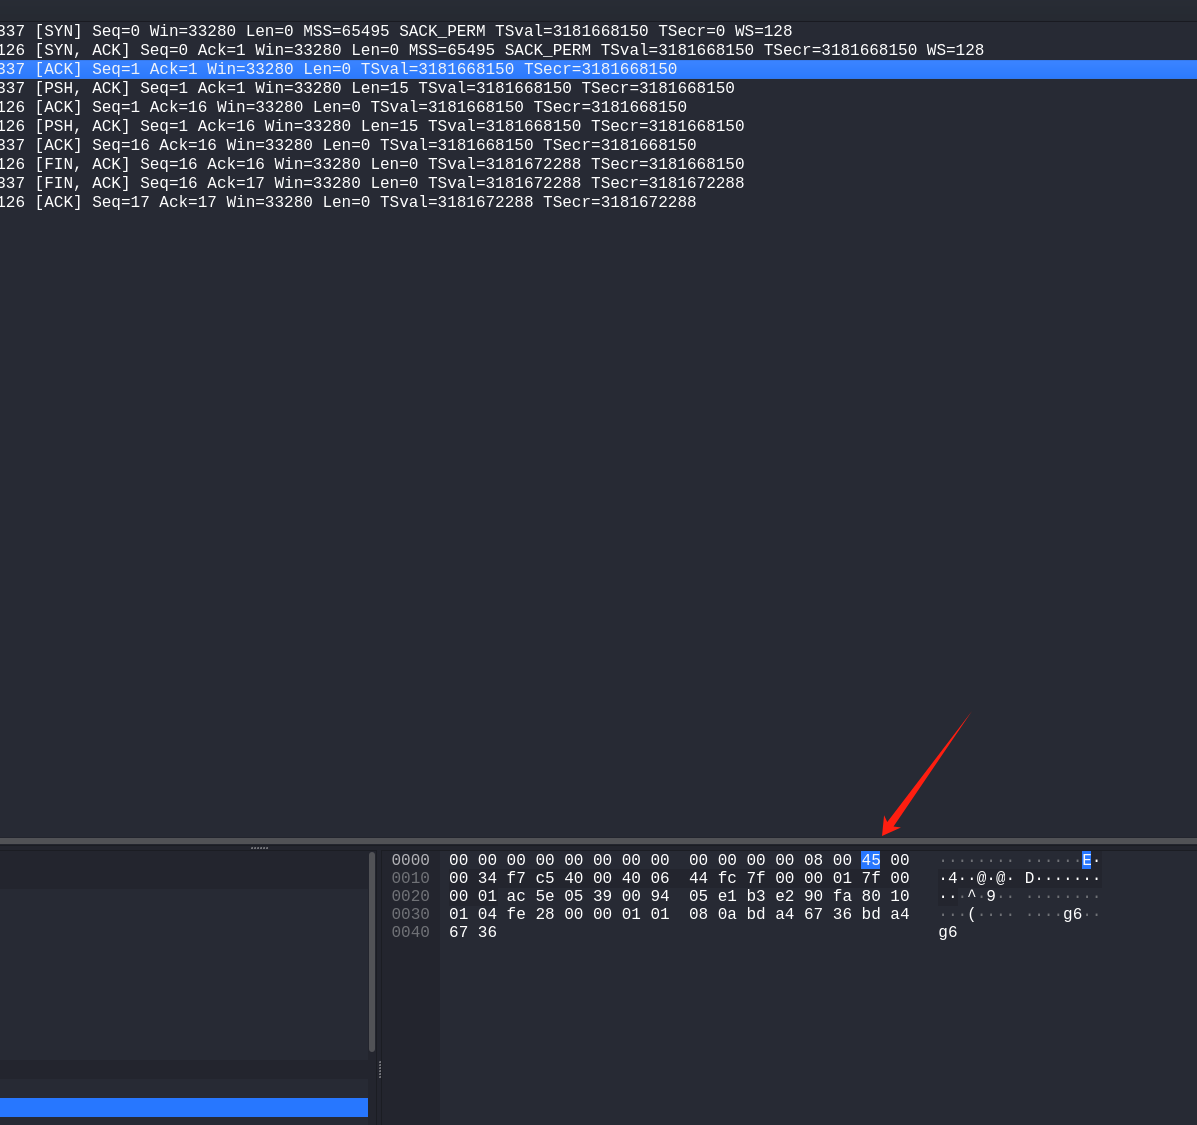 337 [SYN] Seq=0 Win=33280 Len=0 MSS=65495 SACK_PERM TSval=3181668150 TSecr=0 WS=128
126 [SYN, ACK] Seq=0 Ack=1 Win=33280 Len=0 MSS=65495 SACK_PERM TSval=3181668150 TSecr=3181668150 WS=128
337 [ACK] Seq=1 Ack=1 Win=33280 Len=0 TSval=3181668150 TSecr=3181668150
337 [PSH, ACK] Seq=1 Ack=1 Win=33280 Len=15 TSval=3181668150 TSecr=3181668150
126 [ACK] Seq=1 Ack=16 Win=33280 Len=0 TSval=3181668150 TSecr=3181668150
126 [PSH, ACK] Seq=1 Ack=16 Win=33280 Len=15 TSval=3181668150 TSecr=3181668150
337 [ACK] Seq=16 Ack=16 Win=33280 Len=0 TSval=3181668150 TSecr=3181668150
126 [FIN, ACK] Seq=16 Ack=16 Win=33280 Len=0 TSval=3181672288 TSecr=3181668150
337 [FIN, ACK] Seq=16 Ack=17 Win=33280 Len=0 TSval=3181672288 TSecr=3181672288
126 [ACK] Seq=17 Ack=17 Win=33280 Len=0 TSval=3181672288 TSecr=3181672288
0000 00 00 00 00 00 00 00 00 00 00 00 00 08 00 45 00 ········ ······E·
0010 00 34 f7 c5 40 00 40 06 44 fc 7f 00 00 01 7f 00 ·4··@·@· D·······
0020 00 01 ac 5e 05 39 00 94 05 e1 b3 e2 90 fa 80 10 ···^·9·· ········
0030 01 04 fe 28 00 00 01 01 08 0a bd a4 67 36 bd a4 ···(···· ····g6··
0040 67 36 g6